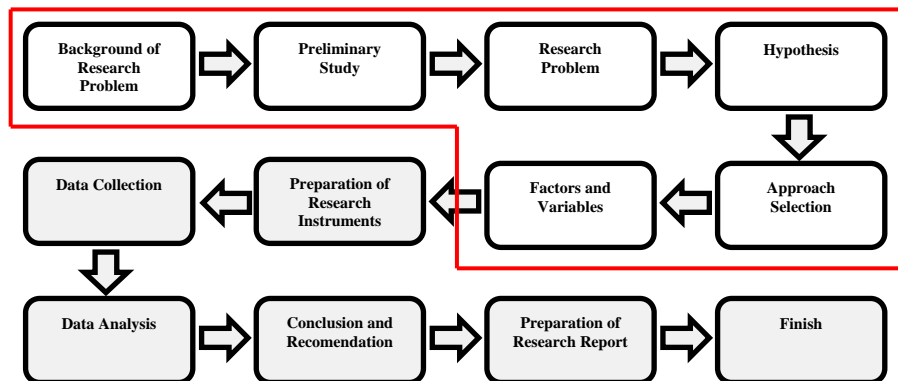 Background of
Research
Problem
Preliminary
Study
Research
Problem
Hypothesis
Approach
Selection
Factors and
Variables
Preparation of
Research
Instruments
Data Collection
Data Analysis
Conclusion and
Recomendation
Preparation of
Research Report
Finish